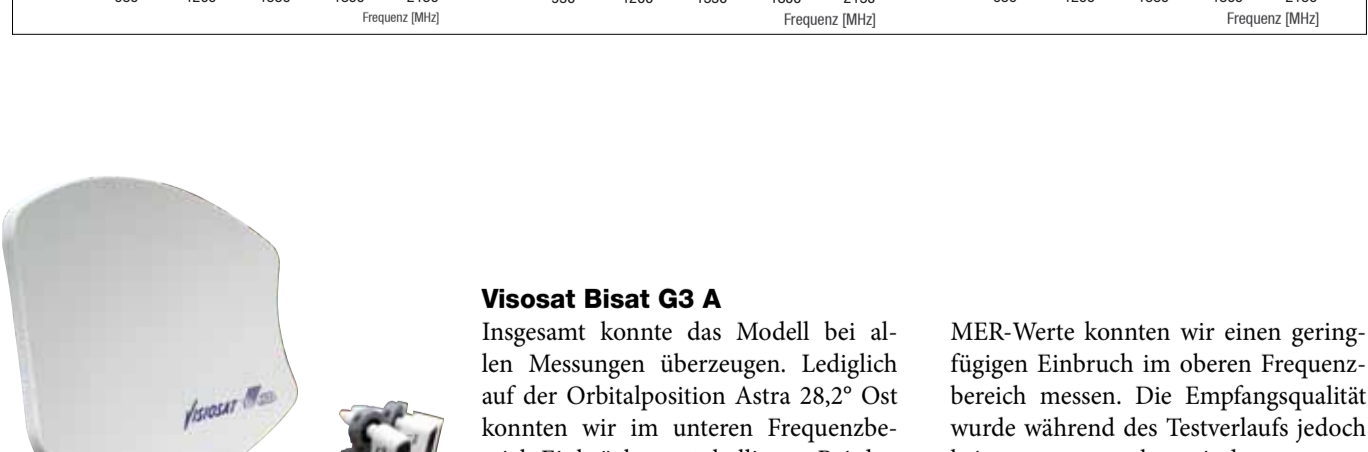 Frequenz [MHz]
Frequenz [MHz]
Frequenz [MHz]
VISIOSAT
Visosat Bisat G3 A
Insgesamt konnte das Modell bei al-
len Messungen überzeugen. Lediglich
auf der Orbitalposition Astra 28,2° Ost
konnten wir im unteren Frequenzbe-
MER-Werte konnten wir einen gering-
fügigen Einbruch im oberen Frequenz-
bereich messen. Die Empfangsqualität
wurde während des Testverlaufs jedoch